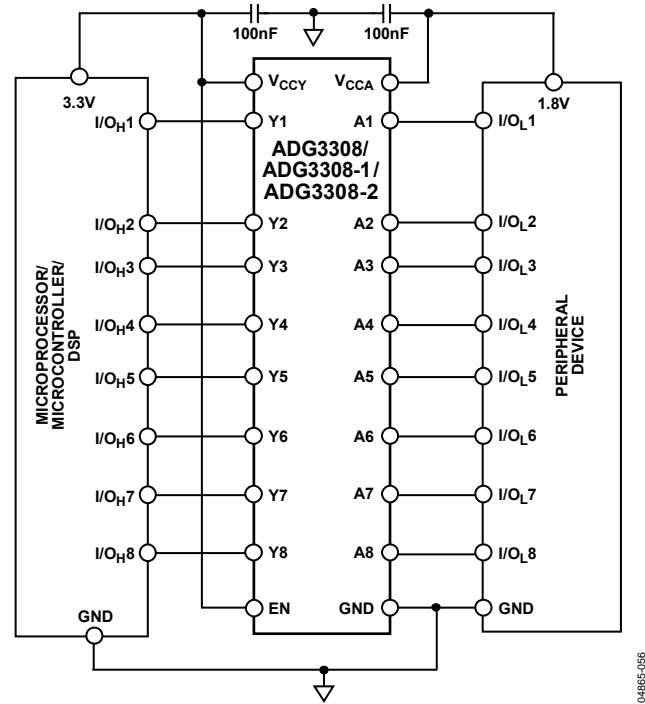 100nF 100nF
3.3V VCCY VCCA 1.8V
I/OH1 Y1 A1 I/OL1
ADG3308/
ADG3308-1/
ADG3308-2
I/OH2 Y2 A2 I/OL2
I/OH3 Y3 A3 I/OL3
I/OH4 Y4 A4 I/OL4
I/OH5 Y5 A5 I/OL5
I/OH6 Y6 A6 I/OL6
I/OH7 Y7 A7 I/OL7
I/OH8 Y8 A8 I/OL8
GND EN GND GND
MICROPROCESSOR/
MICROCONTROLLER/
DSP
PERIPHERAL
DEVICE
04865-056